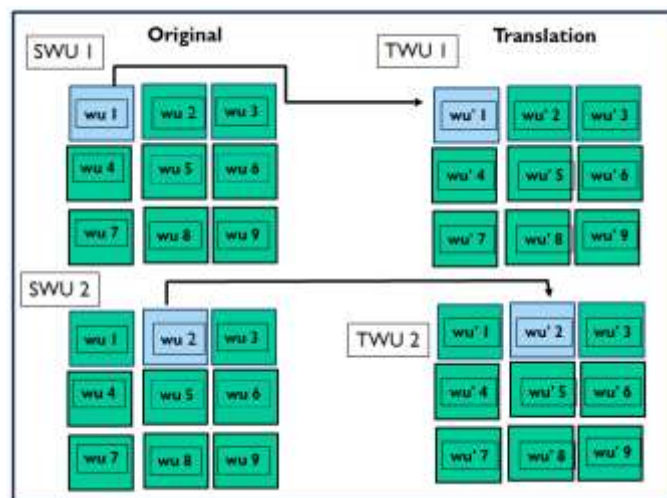 Original Translation
SWU 1 TWU 1
wu 1 wu 2 wu 3 wu' 1 wu' 2 wu' 3
wu 4 wu 5 wu 6 wu' 4 wu' 5 wu' 6
wu 7 wu 8 wu 9 wu' 7 wu' 8 wu' 9
SWU 2
wu 1 wu 2 wu 3 TWU 2 wu' 1 wu' 2 wu' 3
wu 4 wu 5 wu 6 wu' 4 wu' 5 wu' 6
wu 7 wu 8 wu 9 wu' 7 wu' 8 wu' 9